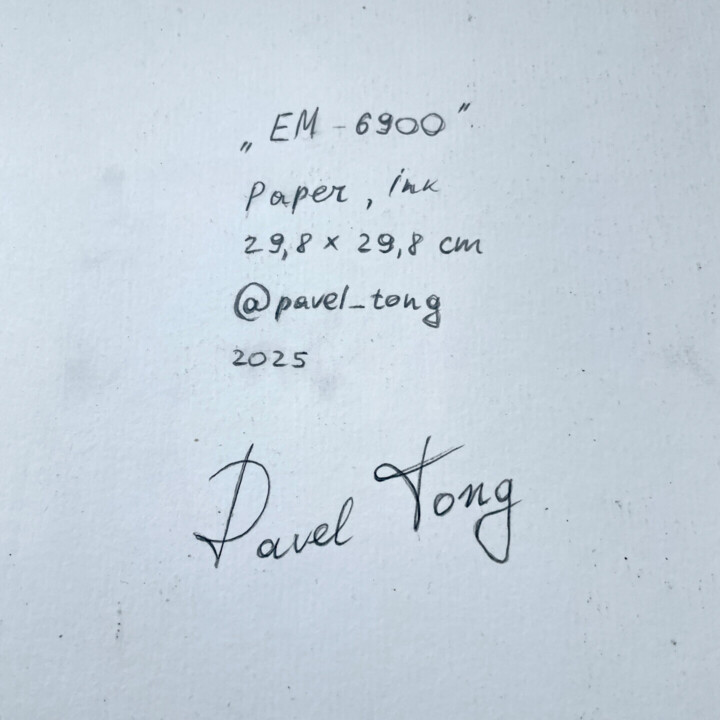 „EM - 6900”
Paper, ink
29,8 × 29,8 cm
@pavel_tong
2025
Pavel Tong